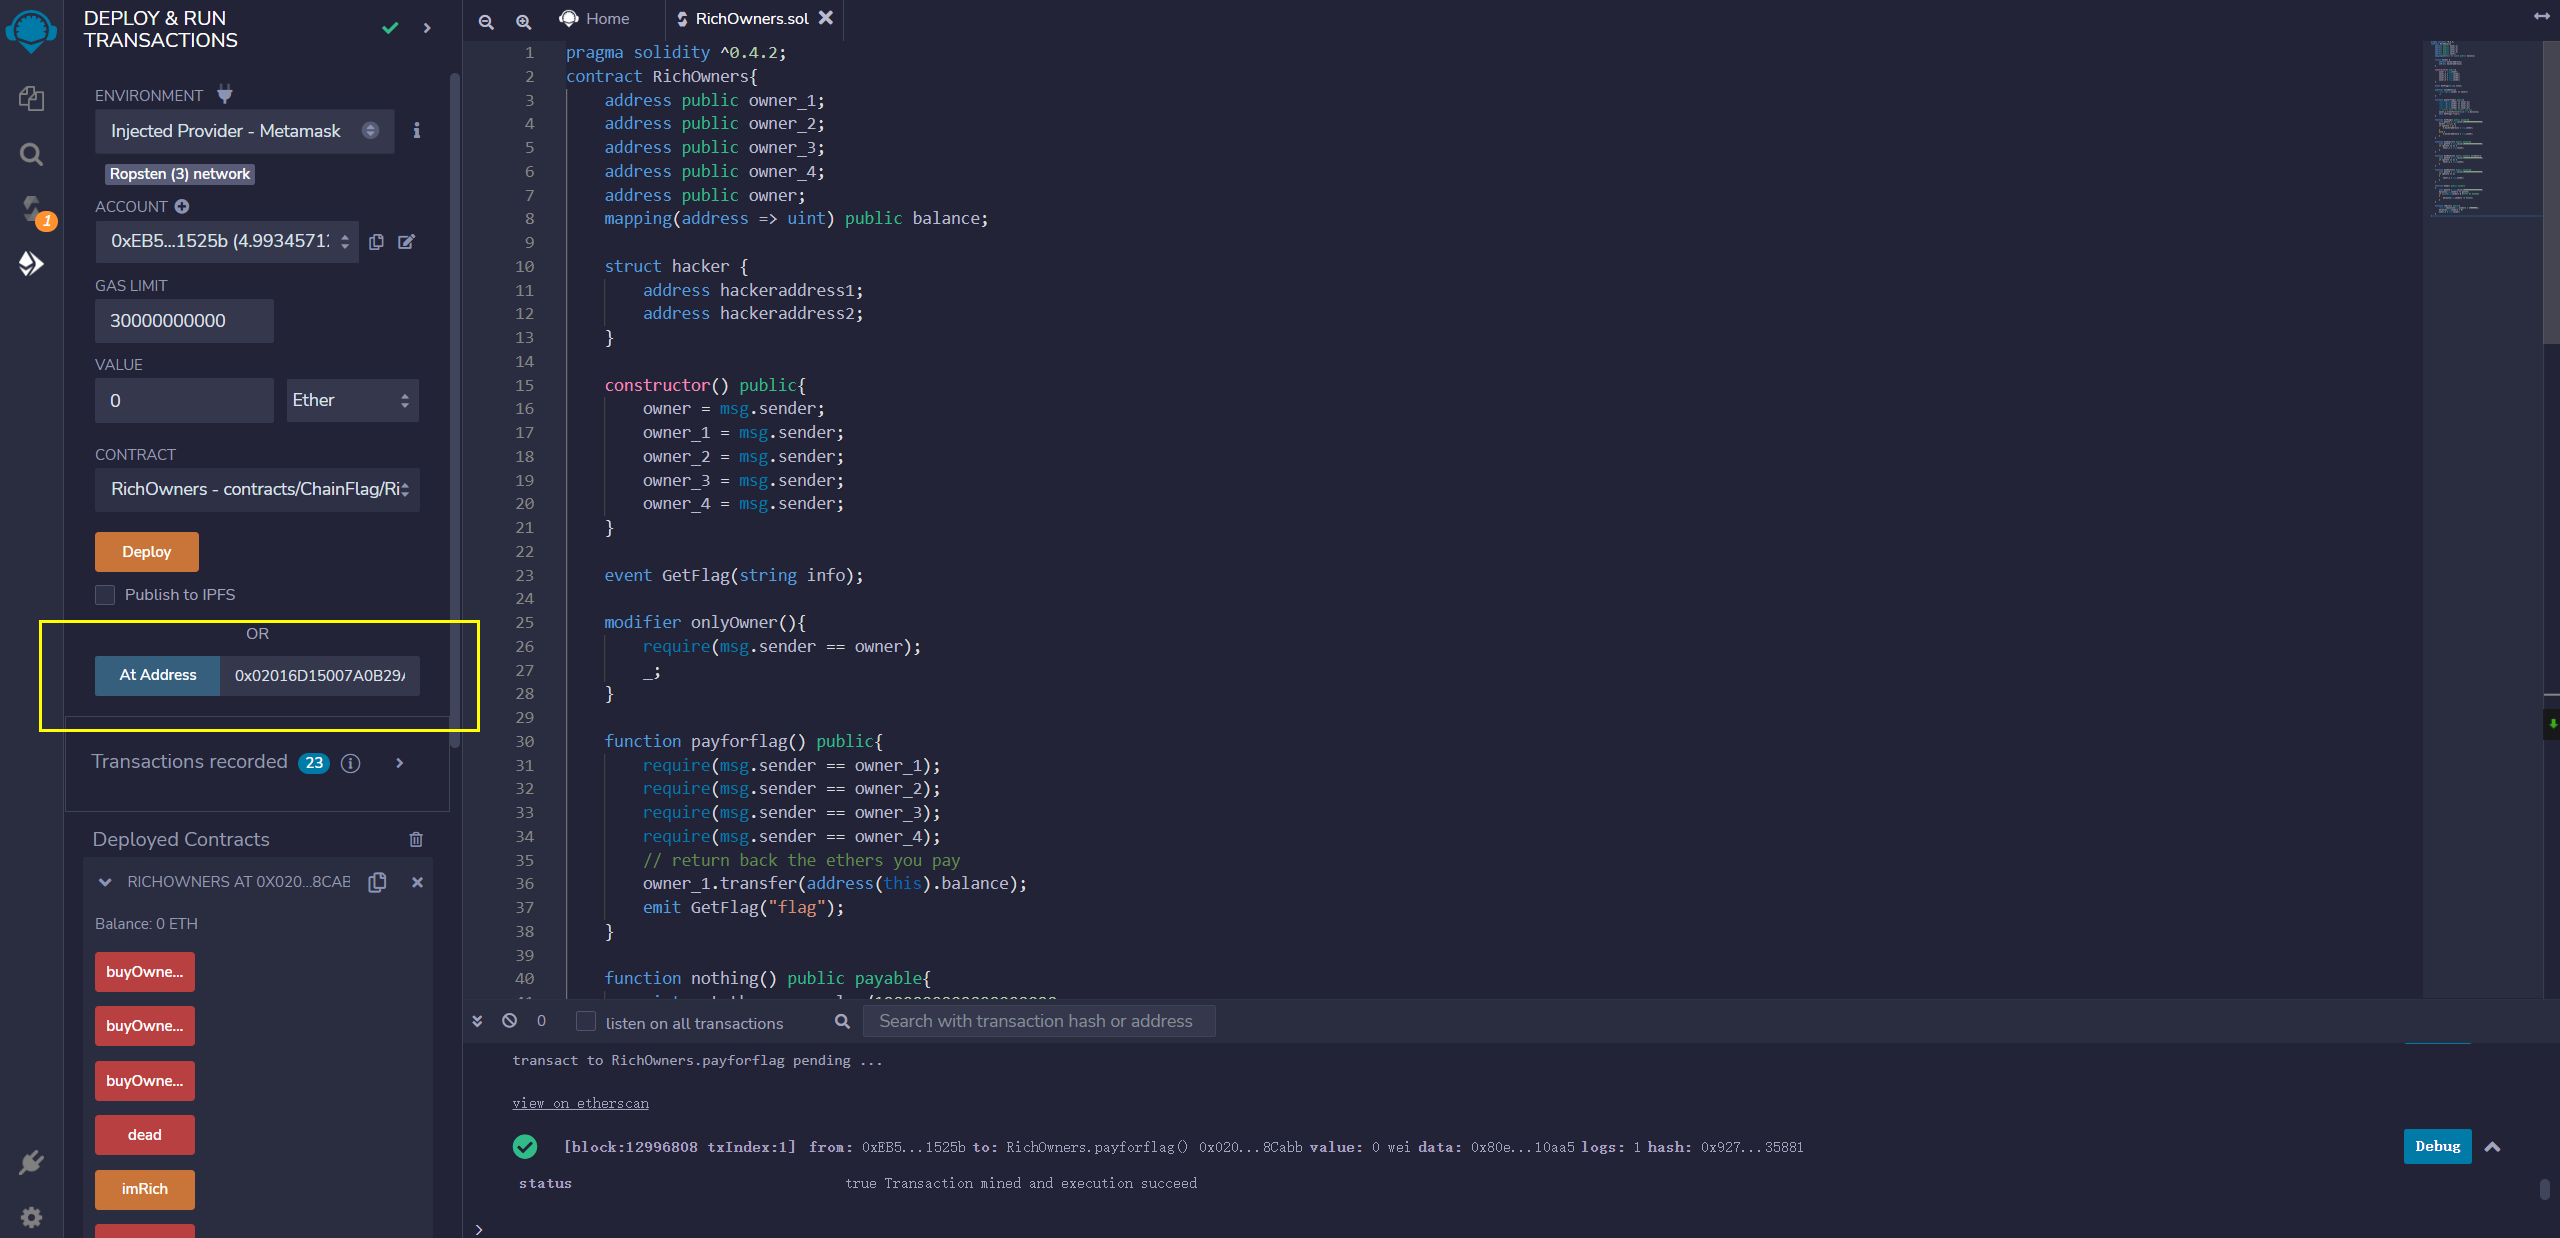 DEPLOY & RUN
TRANSACTIONS
ENVIRONMENT
Injected Provider - Metamask
Ropsten (3) network
ACCOUNT
1
0xEB5...1525b (4.99345712
GAS LIMIT
30000000000
VALUE
0
Ether
CONTRACT
RichOwners - contracts/ChainFlag/Ri
Deploy
Publish to IPFS
OR
At Address
0x02016D15007A0B29
Transactions recorded 23
Deployed Contracts
RICHOWNERS AT 0X020...8CAB
Balance: 0 ETH
buyOwne...
buyOwne...
buyOwne...
dead
imRich
Home
RichOwners.sol
1 pragma solidity ^0.4.2;
2 contract RichOwners{
3 address public owner_1;
4 address public owner_2;
5 address public owner_3;
6 address public owner_4;
7 address public owner;
8 mapping(address => uint) public balance;
9
10 struct hacker {
11 address hackeraddress1;
12 address hackeraddress2;
13 }
14
15 constructor() public{
16 owner = msg.sender;
17 owner_1 = msg.sender;
18 owner_2 = msg.sender;
19 owner_3 = msg.sender;
20 owner_4 = msg.sender;
21 }
22
23 event GetFlag(string info);
24
25 modifier onlyOwner(){
26 require(msg.sender == owner);
27 _;
28 }
29
30 function payforflag() public{
31 require(msg.sender == owner_1);
32 require(msg.sender == owner_2);
33 require(msg.sender == owner_3);
34 require(msg.sender == owner_4);
35 // return back the ethers you pay
36 owner_1.transfer(address(this).balance);
37 emit GetFlag("flag");
38 }
39
40 function nothing() public payable{
0
listen on all transactions
Search with transaction hash or address
transact to RichOwners.payforflag pending ...
view on etherscan
[block:12996808 txIndex:1] from: 0xEB5...1525b to: RichOwners.payforflag() 0x020...8Cabb value: 0 wei data: 0x80e...10aa5 logs: 1 hash: 0x927...35881
Debug
status true Transaction mined and execution succeed
>